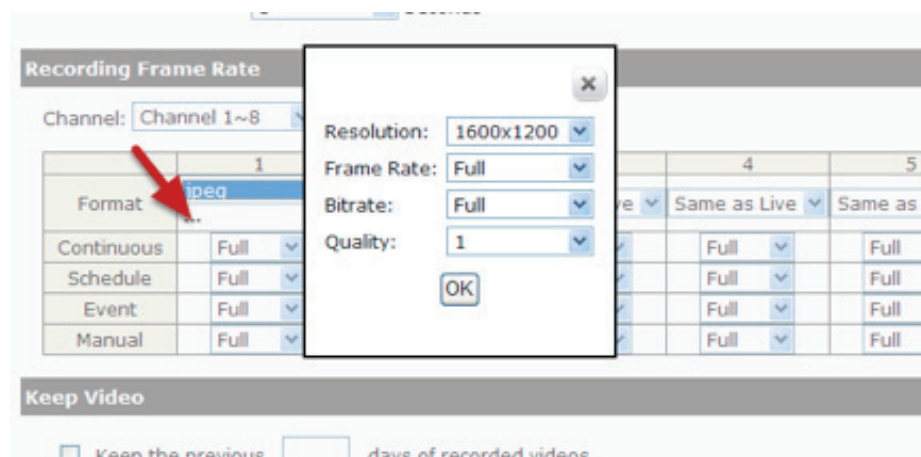 Seconds
Recording Frame Rate
Channel: Channel 1~8
1 4 5
Format jpeg Same as Live Same as
...
Continuous Full Full Full
Schedule Full Full Full
Event Full Full Full
Manual Full Full Full
Resolution: 1600x1200
Frame Rate: Full
Bitrate: Full
Quality: 1
OK
Keep Video
Keep the previous days of recorded videos